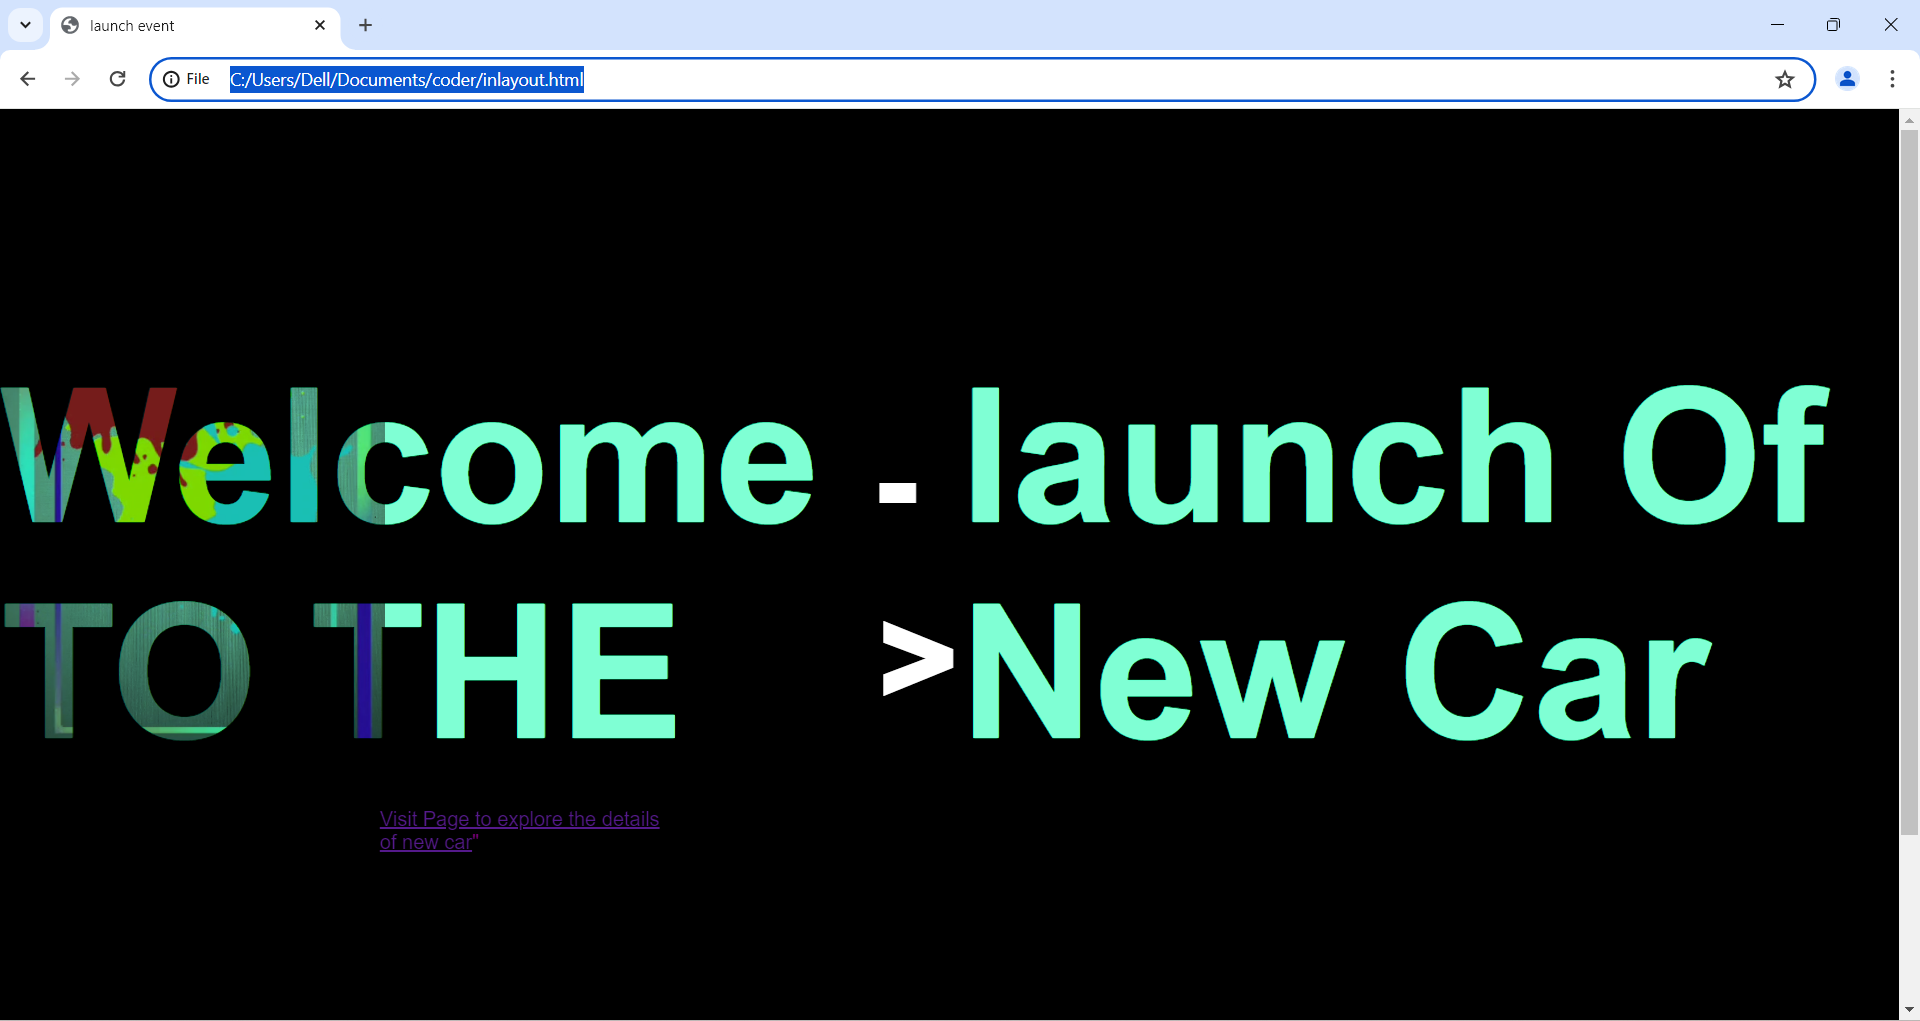 launch event
File C:/Users/Dell/Documents/coder/inlayout.html
Welcome - launch Of
TO THE >New Car
Visit Page to explore the details
of new car"